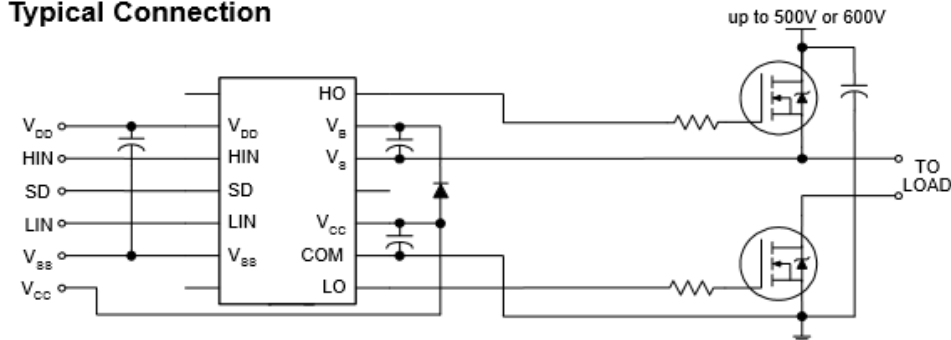 Typical Connection
up to 500V or 600V
HO
VDD
VDD
VB
HIN
HIN
VS
TO
LOAD
SD
SD
LIN
LIN
VCC
VSS
VSS
COM
VCC
LO